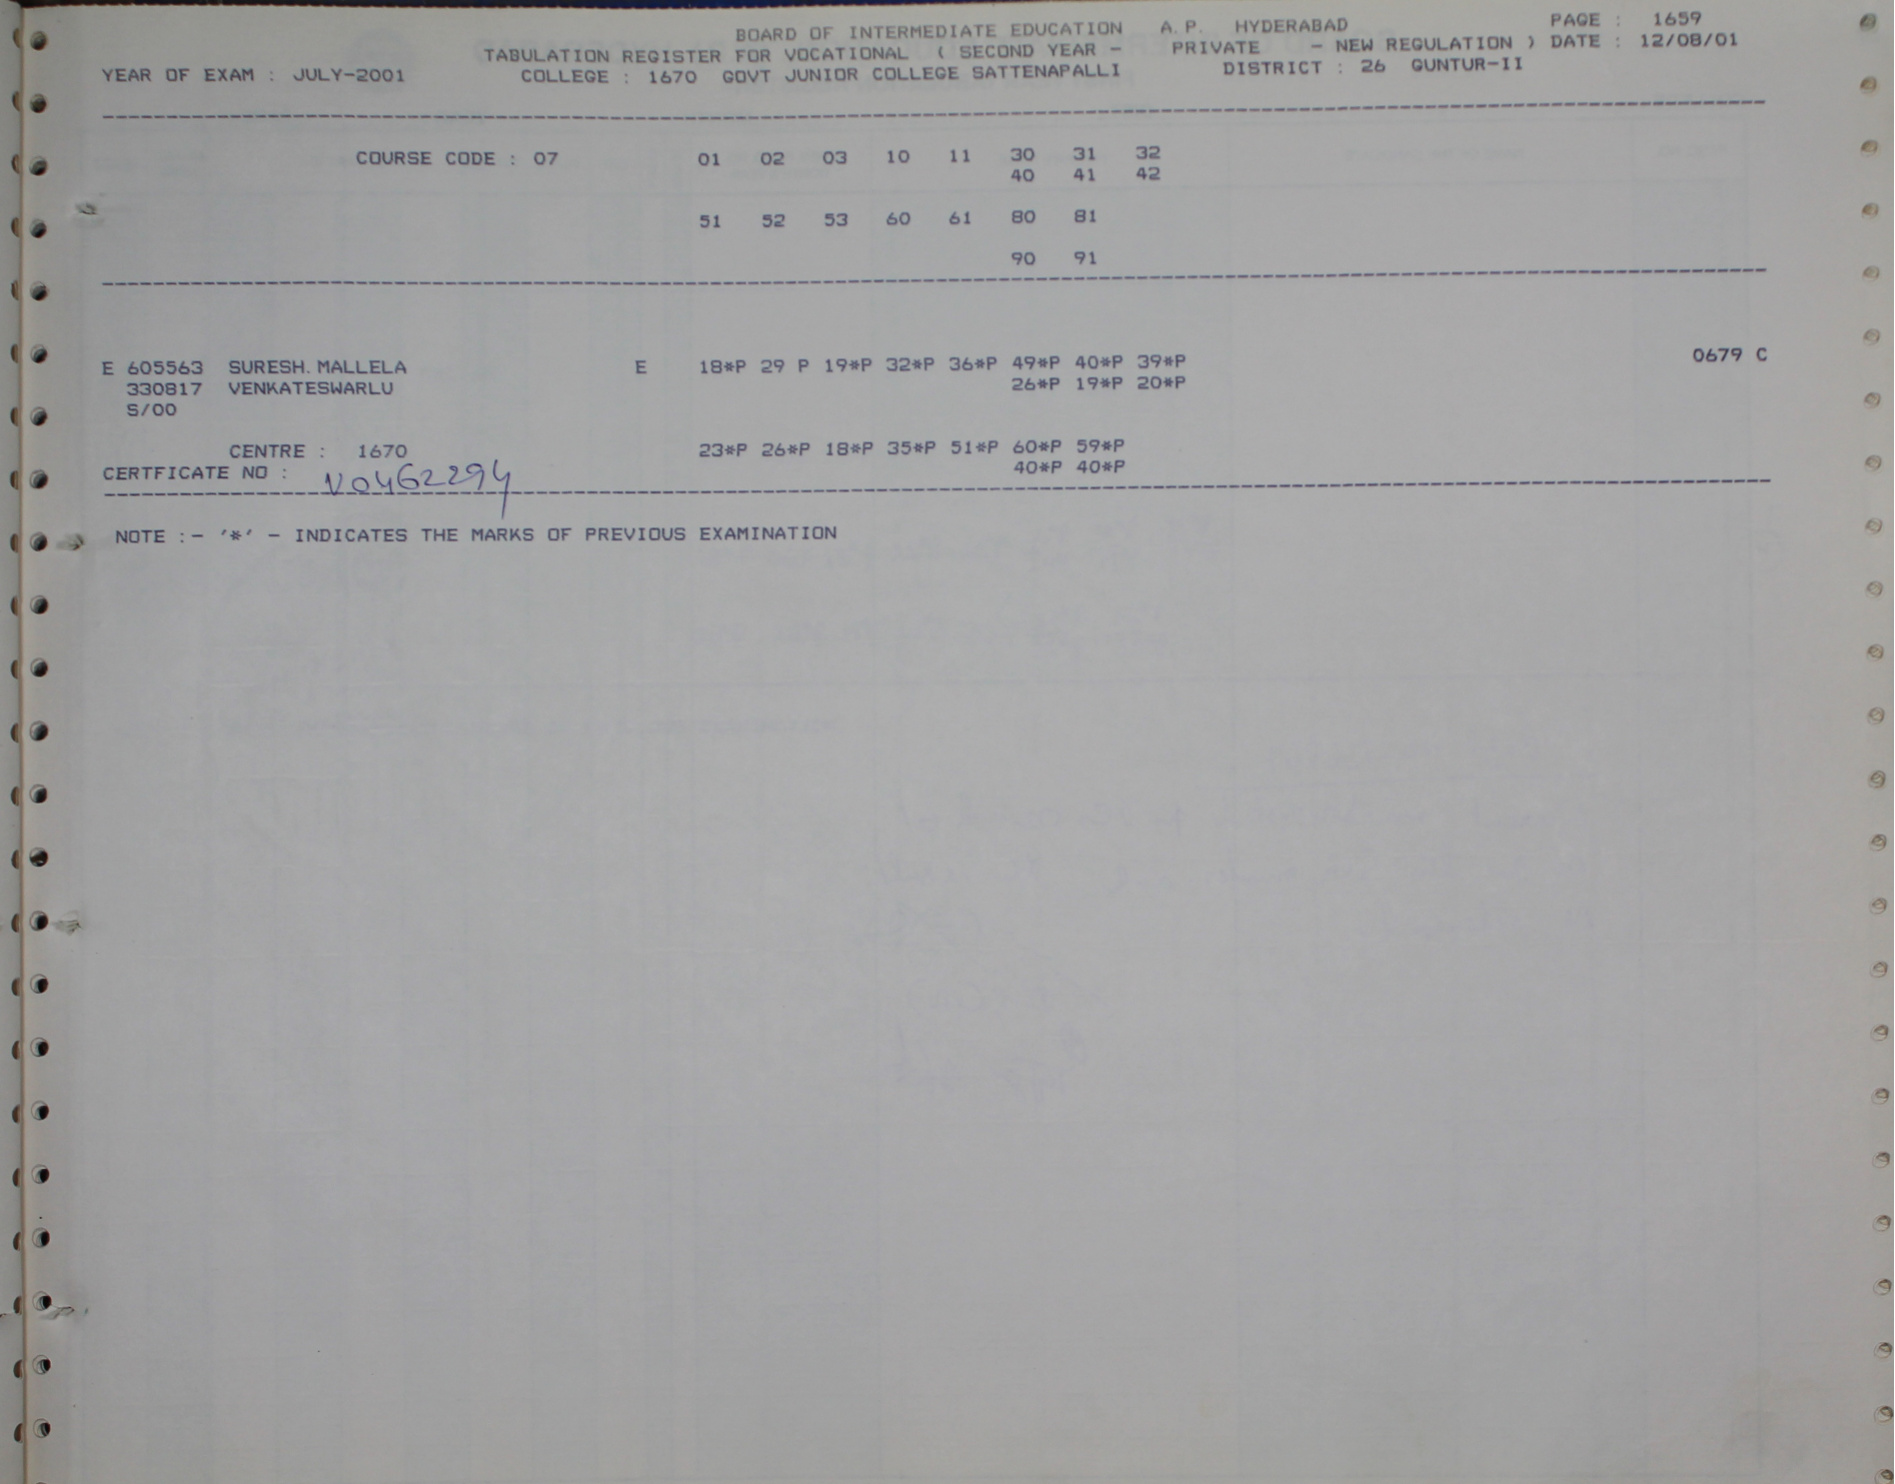 BOARD OF INTERMEDIATE EDUCATION A.P. HYDERABAD PAGE : 1659
TABULATION REGISTER FOR VOCATIONAL ( SECOND YEAR - PRIVATE - NEW REGULATION ) DATE : 12/08/01
YEAR OF EXAM : JULY-2001 COLLEGE : 1670 GOVT JUNIOR COLLEGE SATTENAPALLI DISTRICT : 26 GUNTUR-II
COURSE CODE : 07 01 02 03 10 11 30 31 32
40 41 42
51 52 53 60 61 80 81
90 91
E 605563 SURESH.MALLELA E 18*P 29 P 19*P 32*P 36*P 49*P 40*P 39*P 0679 C
330817 VENKATESWARLU 26*P 19*P 20*P
S/00
CENTRE : 1670 23*P 26*P 18*P 35*P 51*P 60*P 59*P
CERTFICATE NO : V0462294 40*P 40*P
NOTE :- '*' - INDICATES THE MARKS OF PREVIOUS EXAMINATION